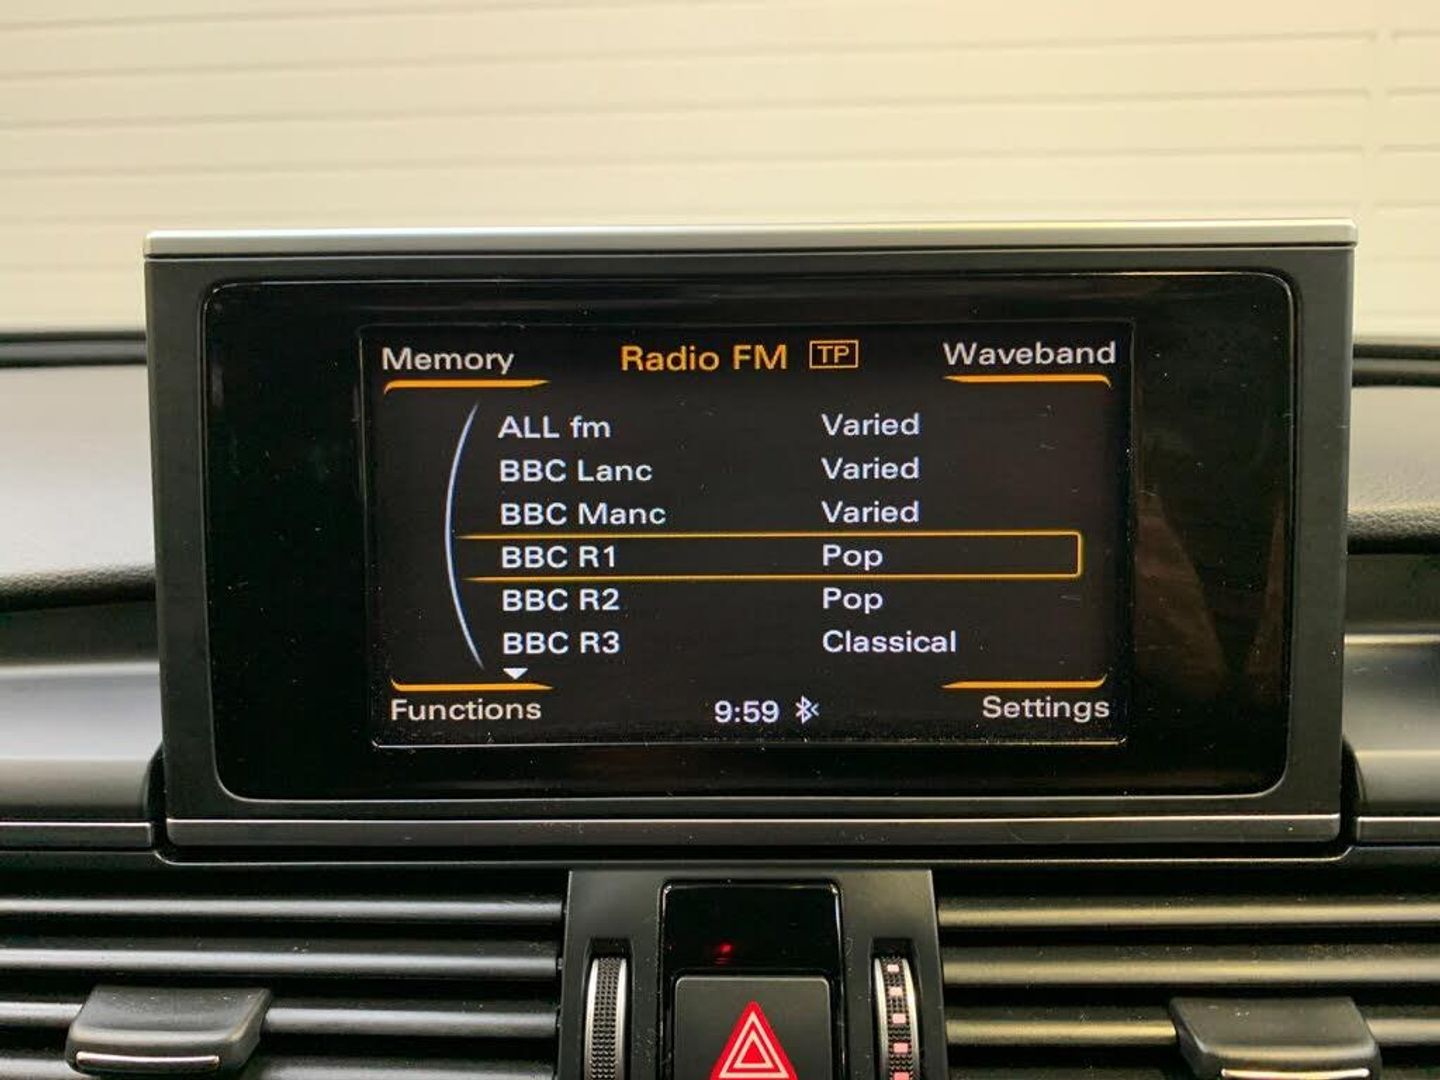 Memory Radio FM TP Waveband
ALL fm Varied
BBC Lanc Varied
BBC Manc Varied
BBC R1 Pop
BBC R2 Pop
BBC R3 Classical
Functions 9:59 Settings